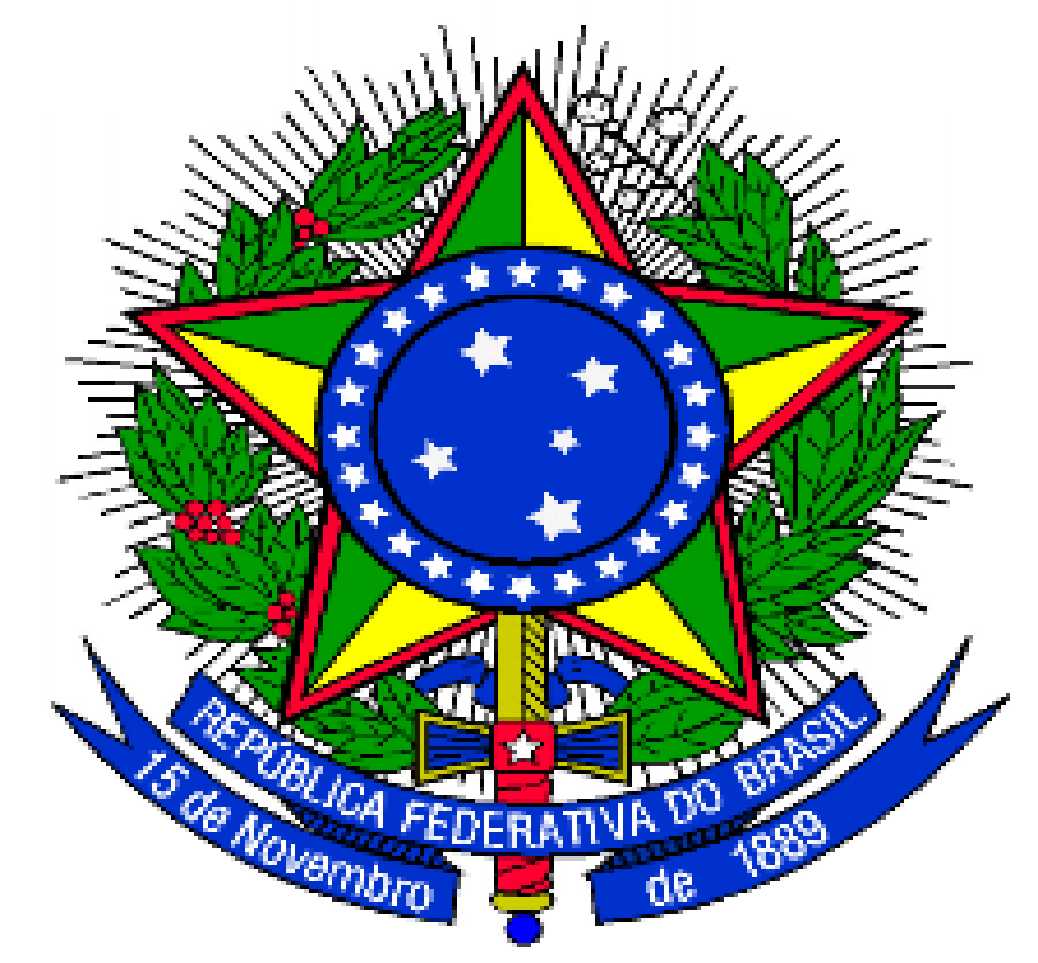 REPÚBLICA FEDERATIVA DO BRASIL
15 de Novembro de 1889